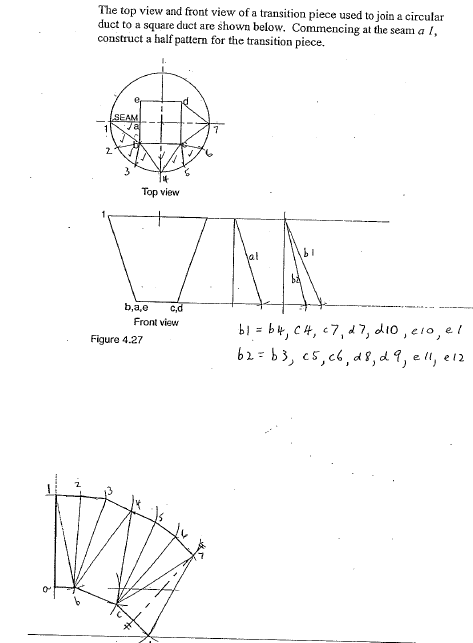 The top view and front view of a transition piece used to join a circular
duct to a square duct are shown below. Commencing at the seam a 1,
construct a half pattern for the transition piece.
e
d
SEAM
1
a
7
b
c
2
6
3
4
5
Top view
1
a1
b1
b2
b,a,e
c,d
Front view
Figure 4.27
b1 = b4, c4, c7, d7, d10, e10, e1
b2 = b3, c5, c6, d8, d9, e11, e12
1
2
3
4
5
6
7
a
b
c